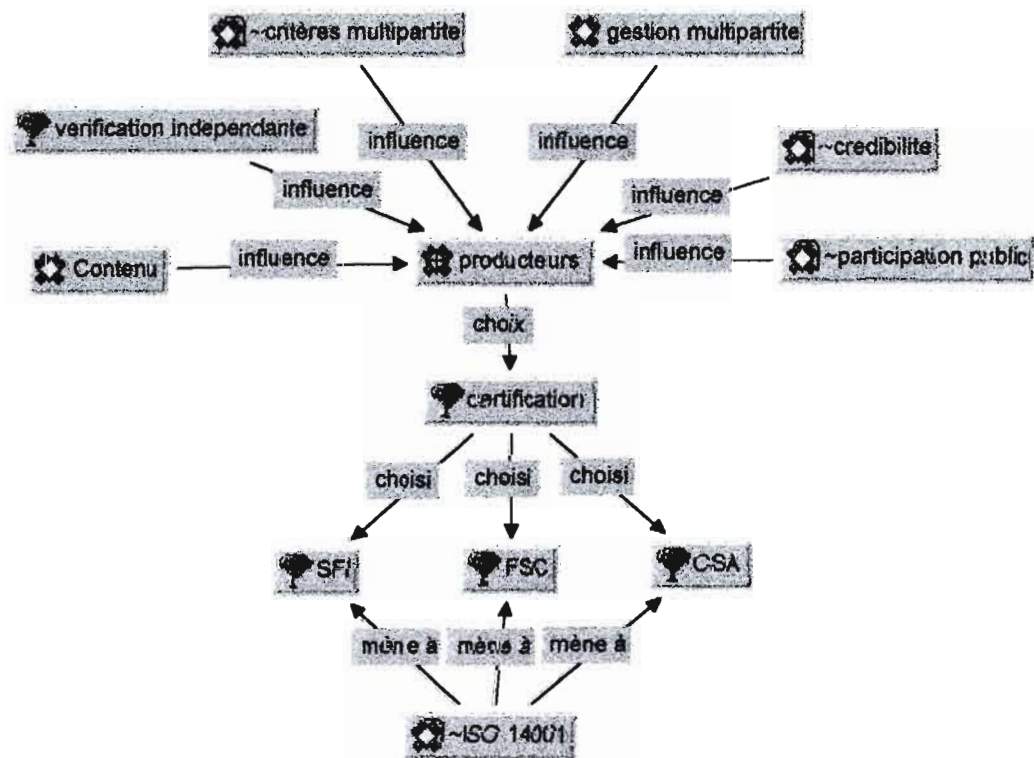 ~critères multipartite
gestion multipartite
verification independante
influence
influence
~credibilite
influence
influence
Contenu
influence
producteurs
influence
~participation public
choix
certification
choisi
choisi
choisi
SFI
FSC
CSA
mène à
mène à
mène à
~ISO 14001